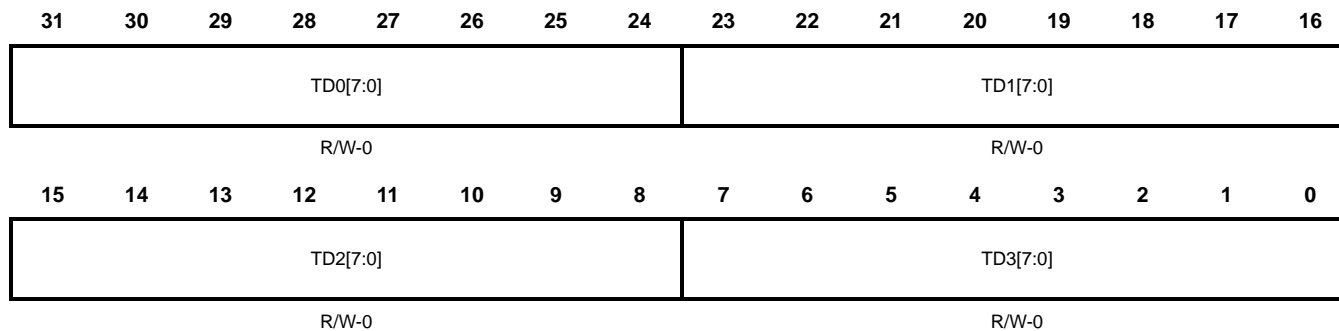 31 30 29 28 27 26 25 24 23 22 21 20 19 18 17 16
TD0[7:0] TD1[7:0]
R/W-0 R/W-0
15 14 13 12 11 10 9 8 7 6 5 4 3 2 1 0
TD2[7:0] TD3[7:0]
R/W-0 R/W-0